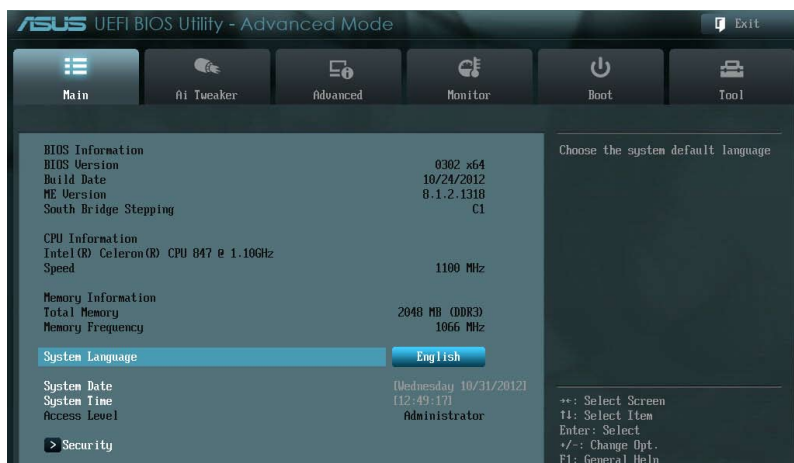 ASUS UEFI BIOS Utility - Advanced Mode
Exit
Main
Ai Tweaker
Advanced
Monitor
Boot
Tool
BIOS Information
BIOS Version 0302 x64
Build Date 10/24/2012
ME Version 8.1.2.1318
South Bridge Stepping C1
CPU Information
Intel(R) Celeron(R) CPU 847 @ 1.10GHz
Speed 1100 MHz
Memory Information
Total Memory 2048 MB (DDR3)
Memory Frequency 1066 MHz
System Language English
System Date [Wednesday 10/31/2012]
System Time [12:49:17]
Access Level Administrator
> Security
Choose the system default language
→←: Select Screen
↑↓: Select Item
Enter: Select
+/-: Change Opt.
F1: General Help